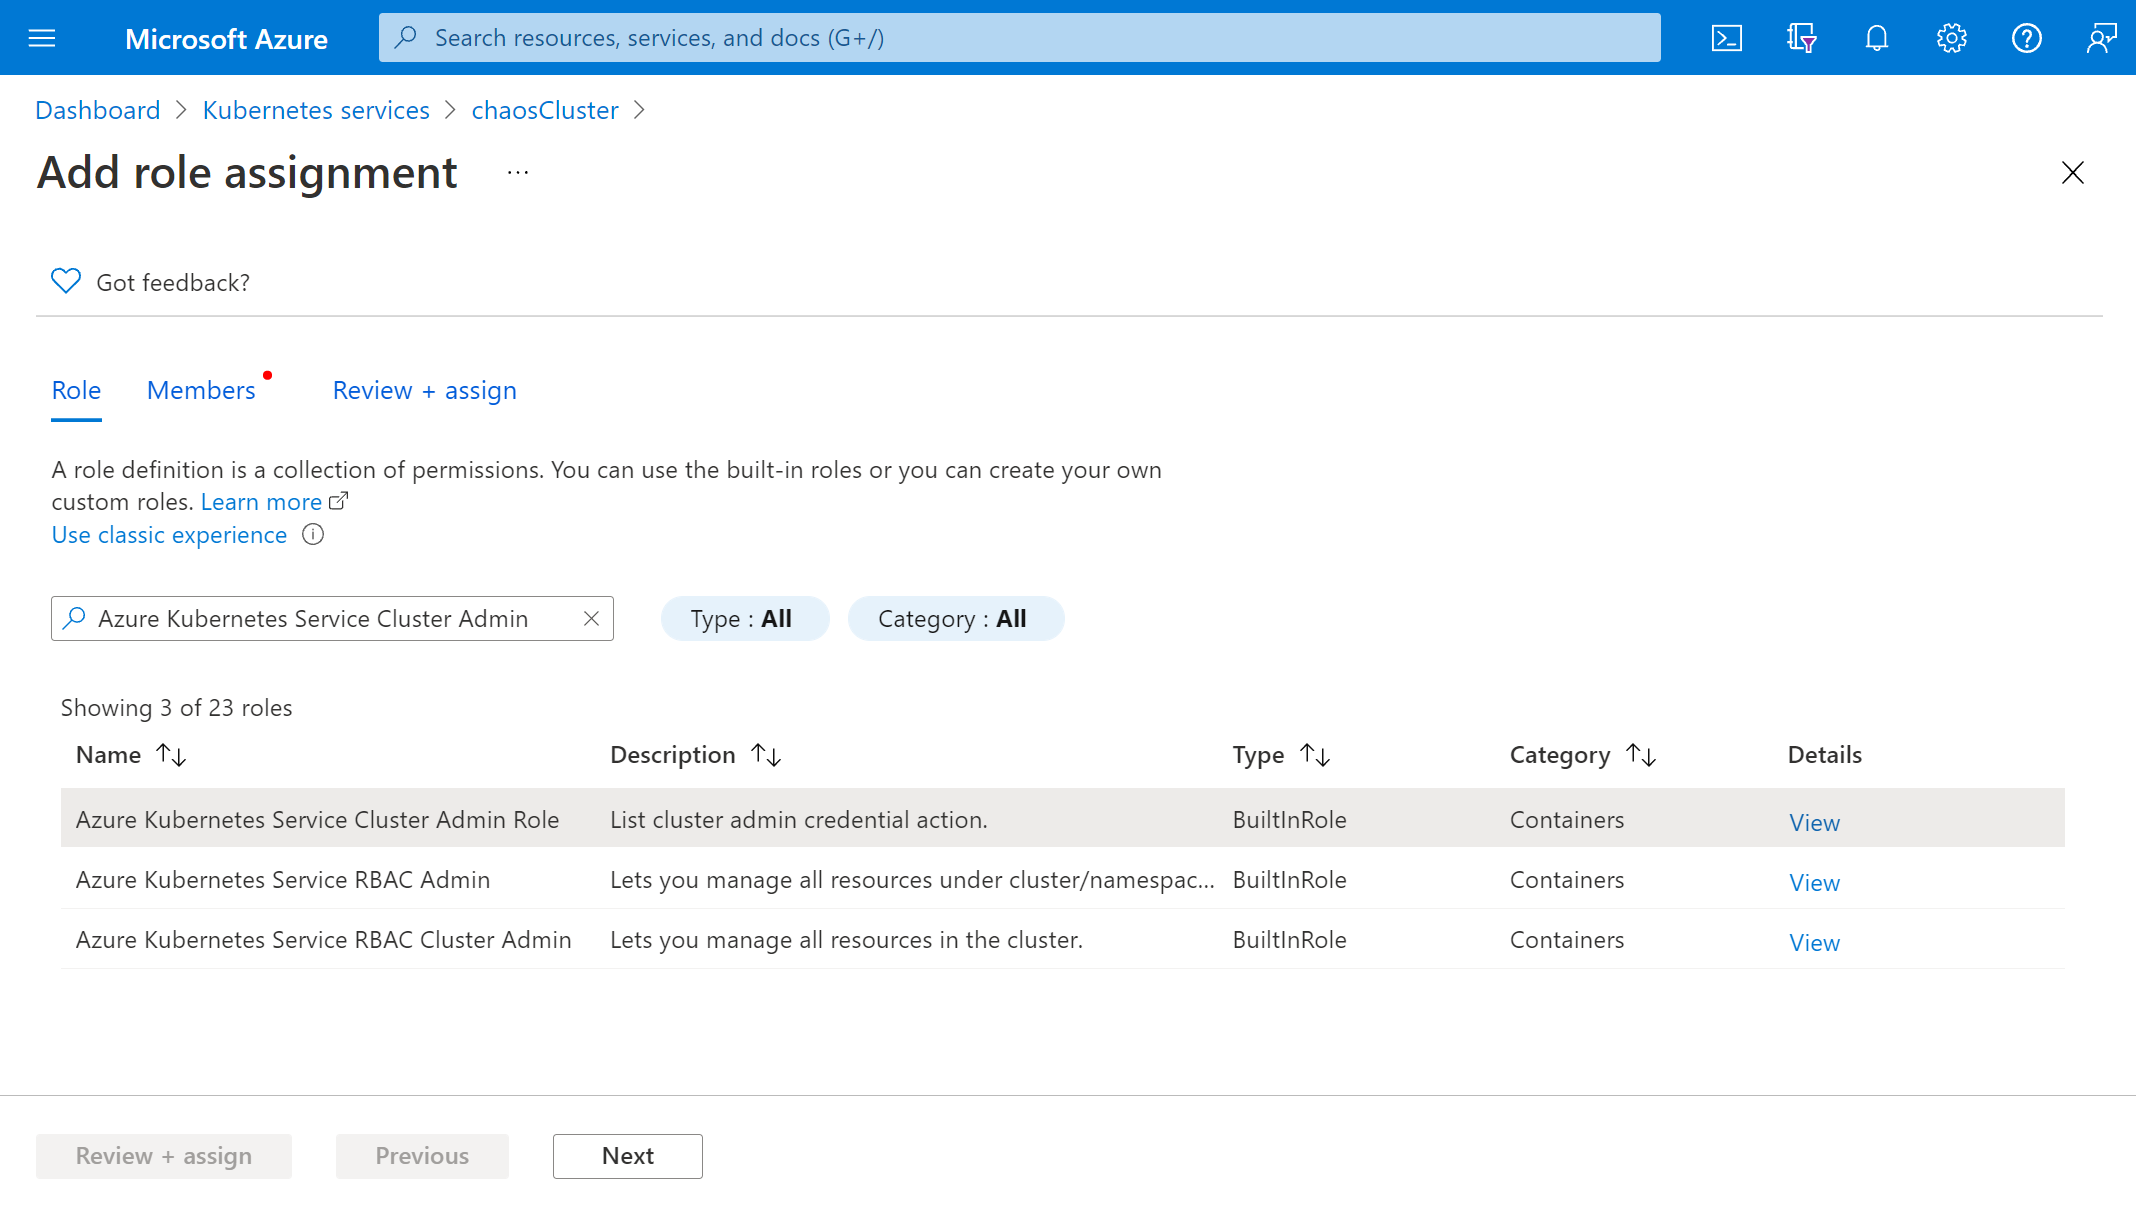 Microsoft Azure
Search resources, services, and docs (G+/)
Dashboard > Kubernetes services > chaosCluster >
Add role assignment ...
Got feedback?
Role Members Review + assign
A role definition is a collection of permissions. You can use the built-in roles or you can create your own
custom roles. Learn more
Use classic experience
Azure Kubernetes Service Cluster Admin Type : All Category : All
Showing 3 of 23 roles
Name Description Type Category Details
Azure Kubernetes Service Cluster Admin Role List cluster admin credential action. BuiltInRole Containers View
Azure Kubernetes Service RBAC Admin Lets you manage all resources under cluster/namespac... BuiltInRole Containers View
Azure Kubernetes Service RBAC Cluster Admin Lets you manage all resources in the cluster. BuiltInRole Containers View
Review + assign Previous Next